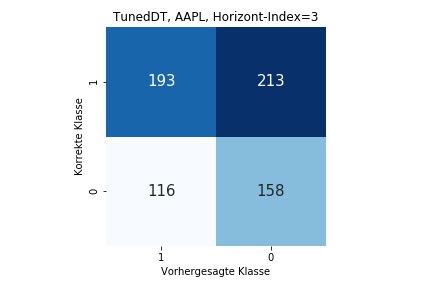 TunedDT, AAPL, Horizont-Index=3
Korrekte Klasse
1
193
213
0
116
158
1
0
Vorhergesagte Klasse